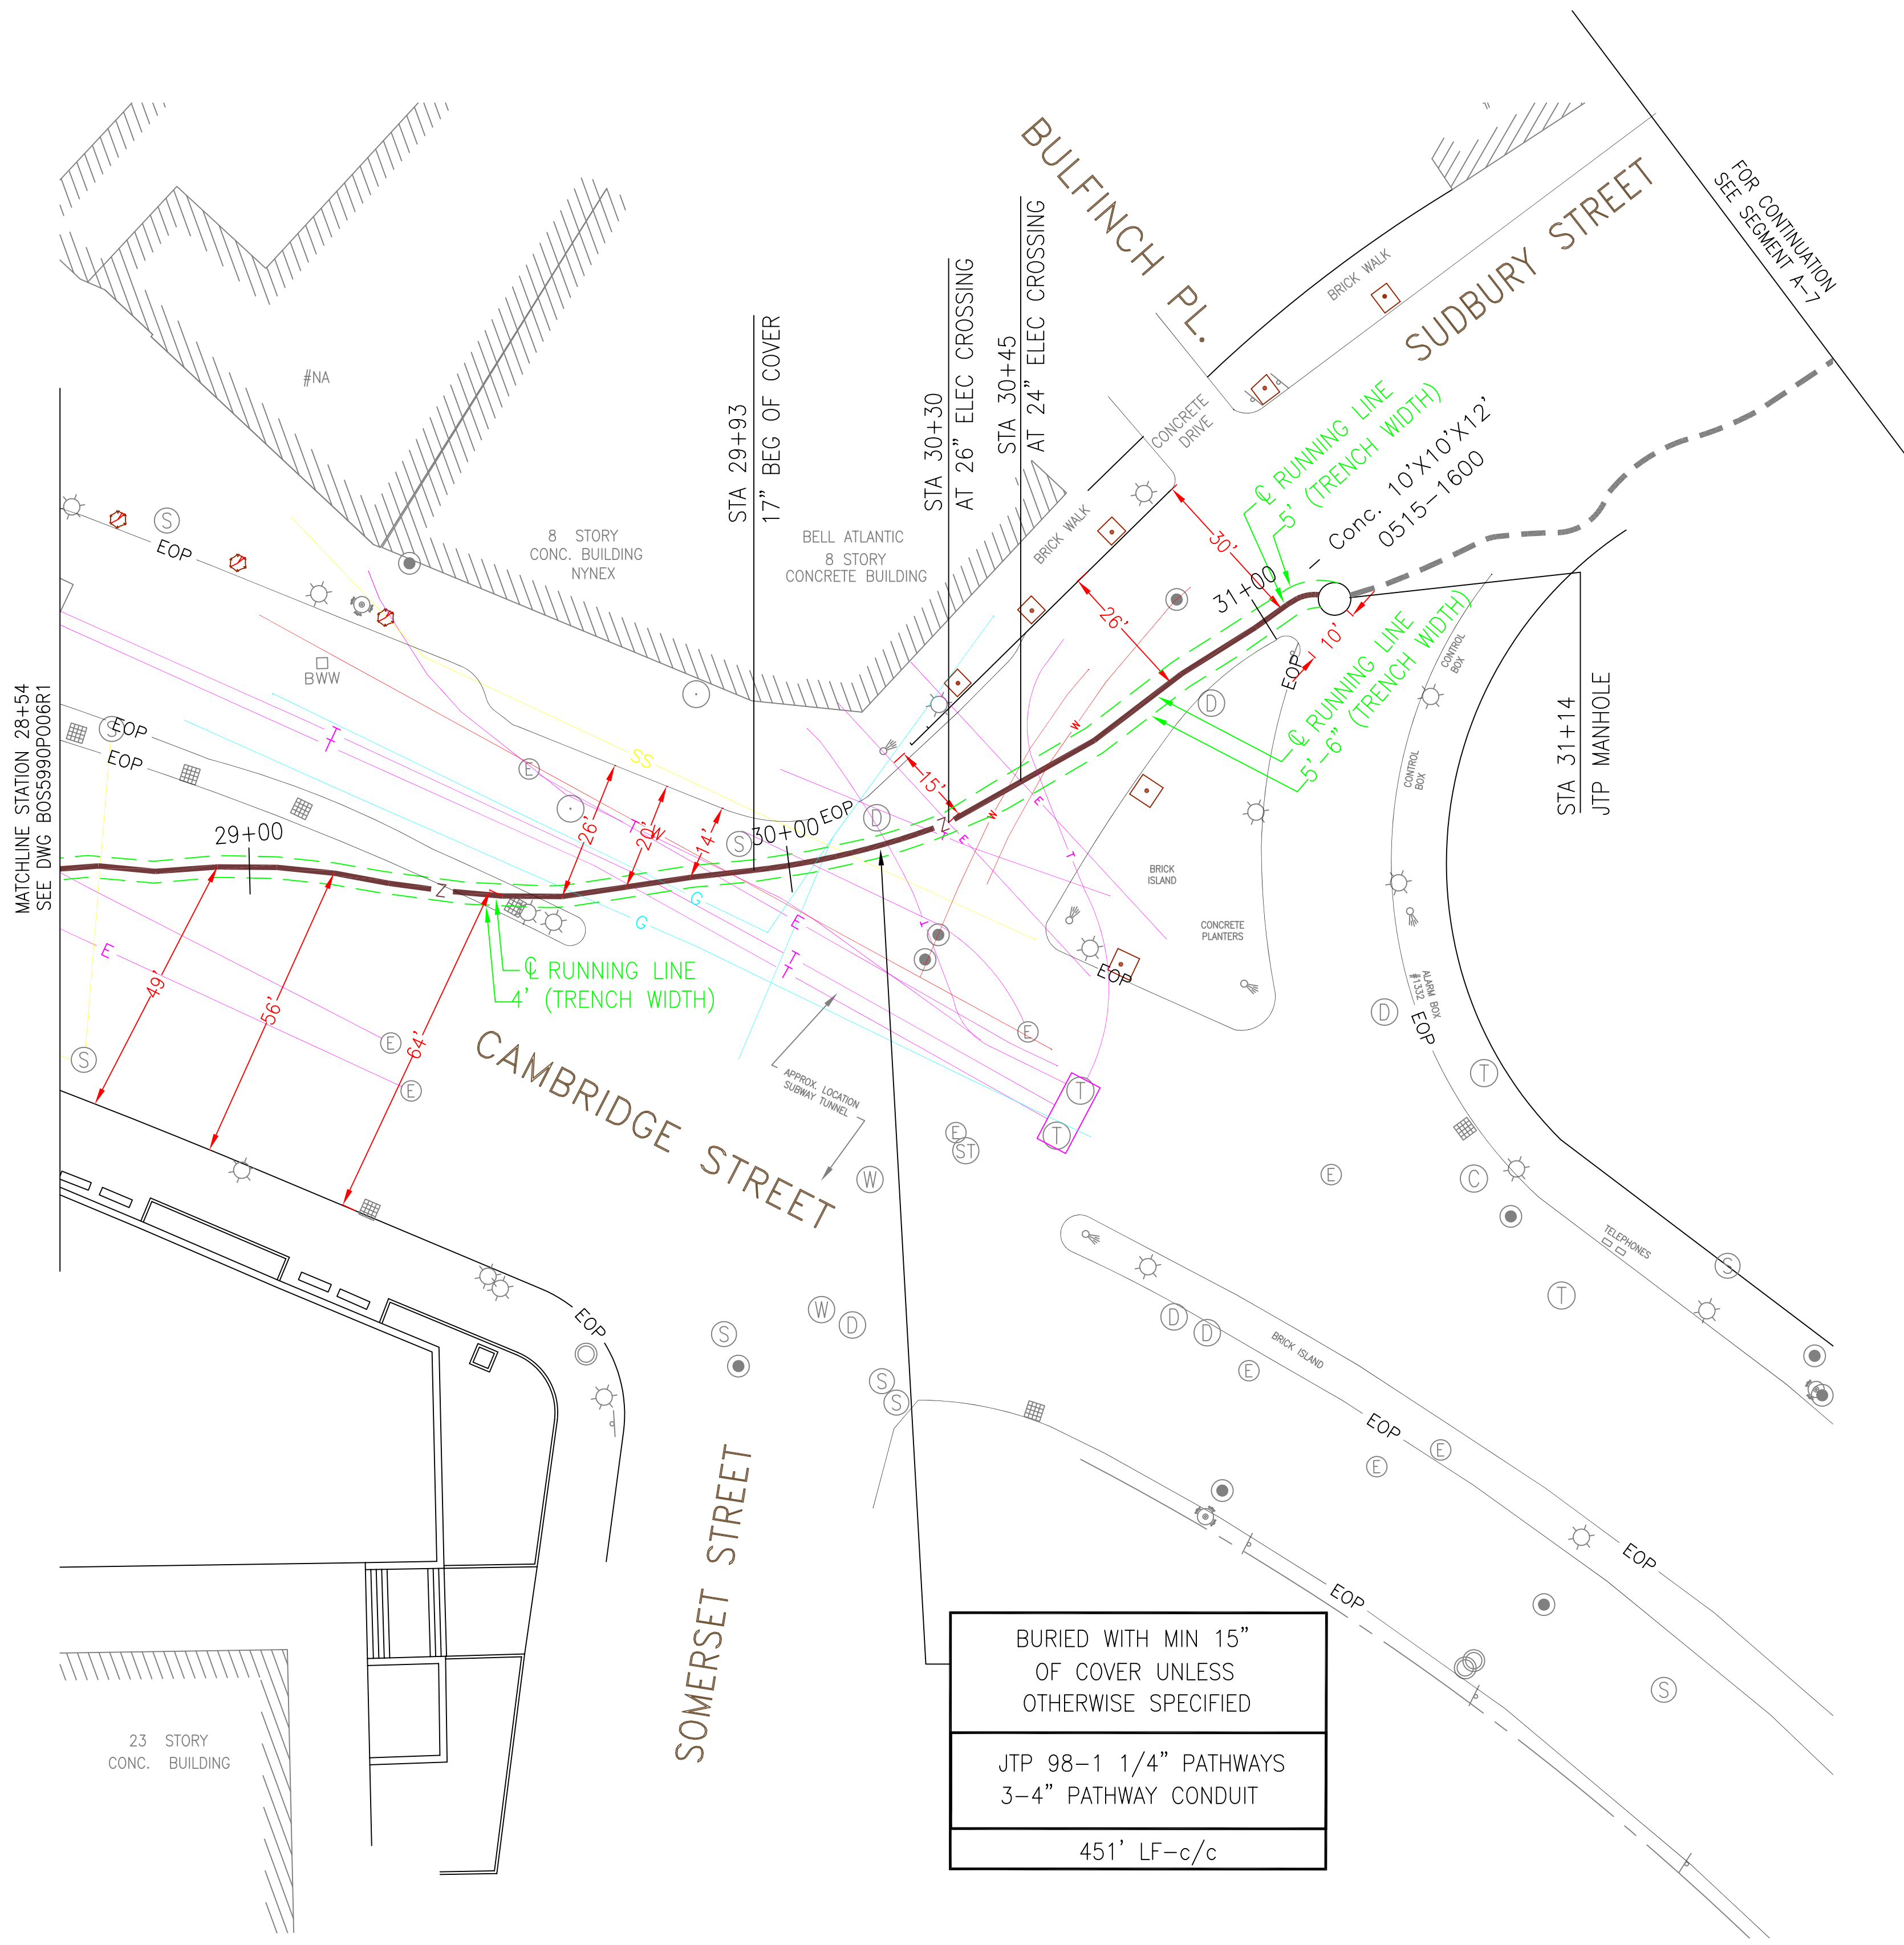 BULFINCH PL.
SUDBURY STREET
FOR CONTINUATION
SEE SEGMENT A-7
BRICK WALK
#NA
STA 29+93
17" BEG OF COVER
STA 30+30
AT 26" ELEC CROSSING
STA 30+45
AT 24" ELEC CROSSING
CONCRETE
DRIVE
℄ RUNNING LINE
5' (TRENCH WIDTH)
Conc. 10'X10'X12'
0515-1600
8 STORY
CONC. BUILDING
NYNEX
BELL ATLANTIC
8 STORY
CONCRETE BUILDING
BRICK WALK
S
EOP
30'
31+00
26'
10'
EOP
℄ RUNNING LINE
5'-6" (TRENCH WIDTH)
CONTROL
BOX
STA 31+14
JTP MANHOLE
MATCHLINE STATION 28+54
SEE DWG BOS590P006R1
BWW
S
EOP
EOP
T
T
SS
E
D
W
CONTROL
BOX
15'
29+00
26'
T
W
20'
14'
S
30+00
EOP
D
Z
Z
E
W
E
T
BRICK
ISLAND
G
G
E
T
T
T
CONCRETE
PLANTERS
E
49'
56'
64'
℄ RUNNING LINE
4' (TRENCH WIDTH)
EOP
ALARM BOX
#1332
EOP
D
S
E
E
E
T
T
T
CAMBRIDGE STREET
APPROX. LOCATION
SUBWAY TUNNEL
E
ST
W
E
C
TELEPHONES
S
T
EOP
S
W
D
S
S
D
D
E
BRICK ISLAND
EOP
E
E
EOP
EOP
S
SOMERSET STREET
23 STORY
CONC. BUILDING
BURIED WITH MIN 15"
OF COVER UNLESS
OTHERWISE SPECIFIED
JTP 98-1 1/4" PATHWAYS
3-4" PATHWAY CONDUIT
451' LF-c/c